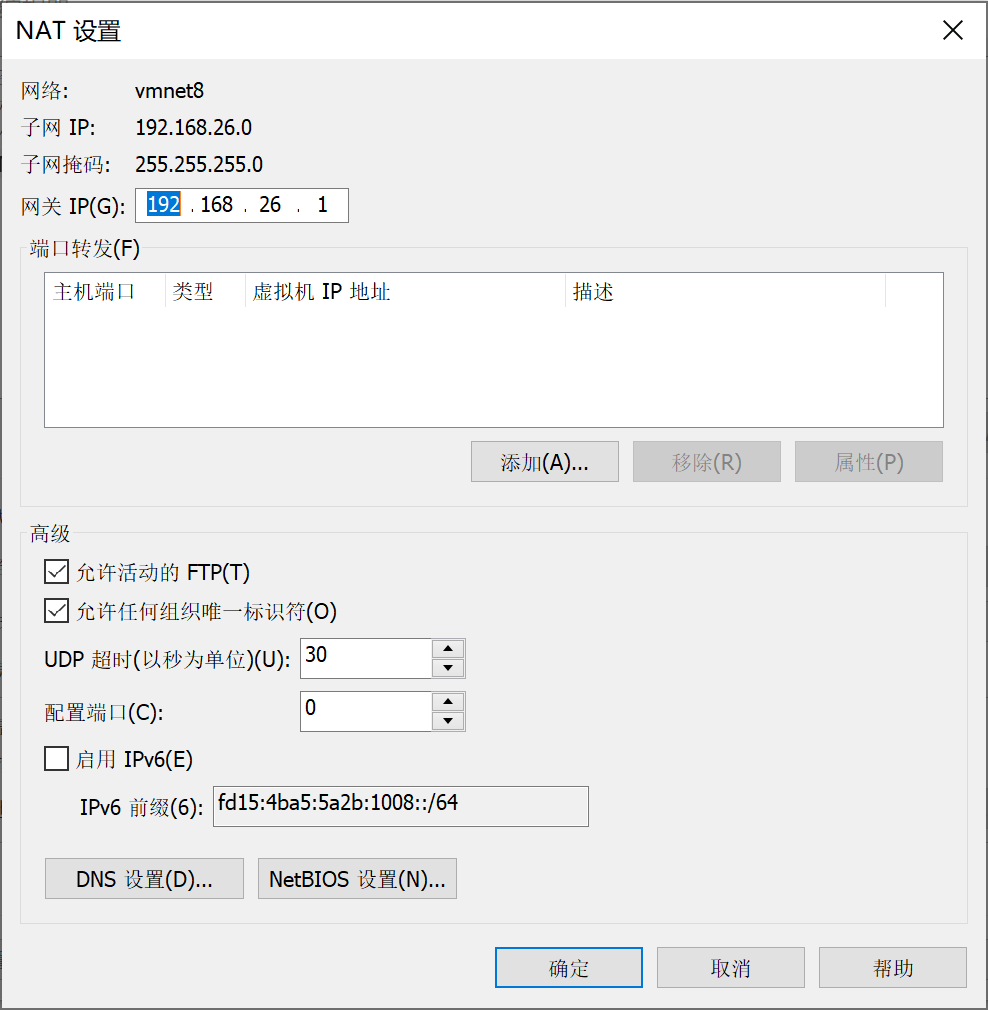 NAT 设置
网络: vmnet8
子网 IP: 192.168.26.0
子网掩码: 255.255.255.0
网关 IP(G): 192 . 168 . 26 . 1
端口转发(F)
主机端口 类型 虚拟机 IP 地址 描述
添加(A)... 移除(R) 属性(P)
高级
允许活动的 FTP(T)
允许任何组织唯一标识符(O)
UDP 超时(以秒为单位)(U): 30
配置端口(C): 0
启用 IPv6(E)
IPv6 前缀(6): fd15:4ba5:5a2b:1008::/64
DNS 设置(D)... NetBIOS 设置(N)...
确定 取消 帮助